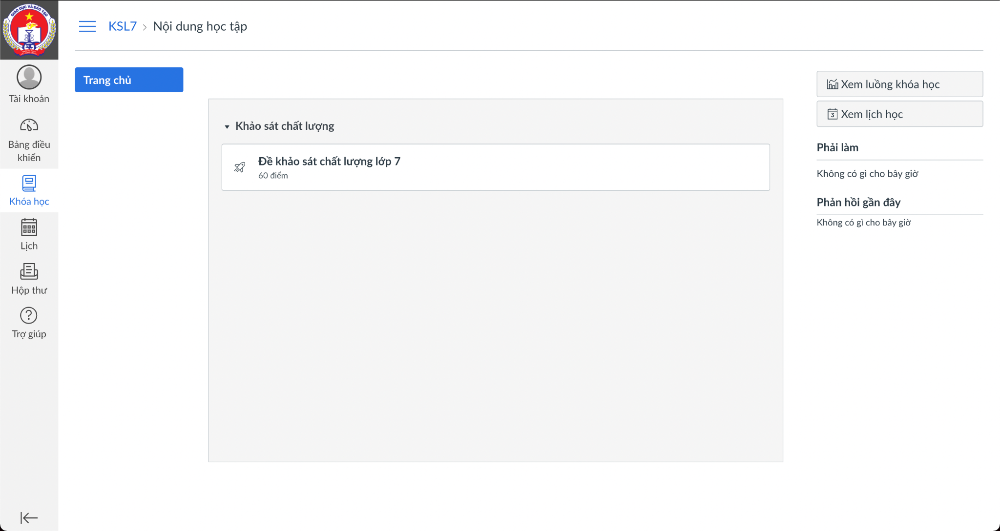 GIÁO DỤC VÀ ĐÀO TẠO
KSL7 > Nội dung học tập
Tài khoản
Bảng điều
khiển
Khóa học
Lịch
Hộp thư
Trợ giúp
Trang chủ
Khảo sát chất lượng
Đề khảo sát chất lượng lớp 7
60 điểm
Xem luồng khóa học
3 Xem lịch học
Phải làm
Không có gì cho bây giờ
Phản hồi gần đây
Không có gì cho bây giờ